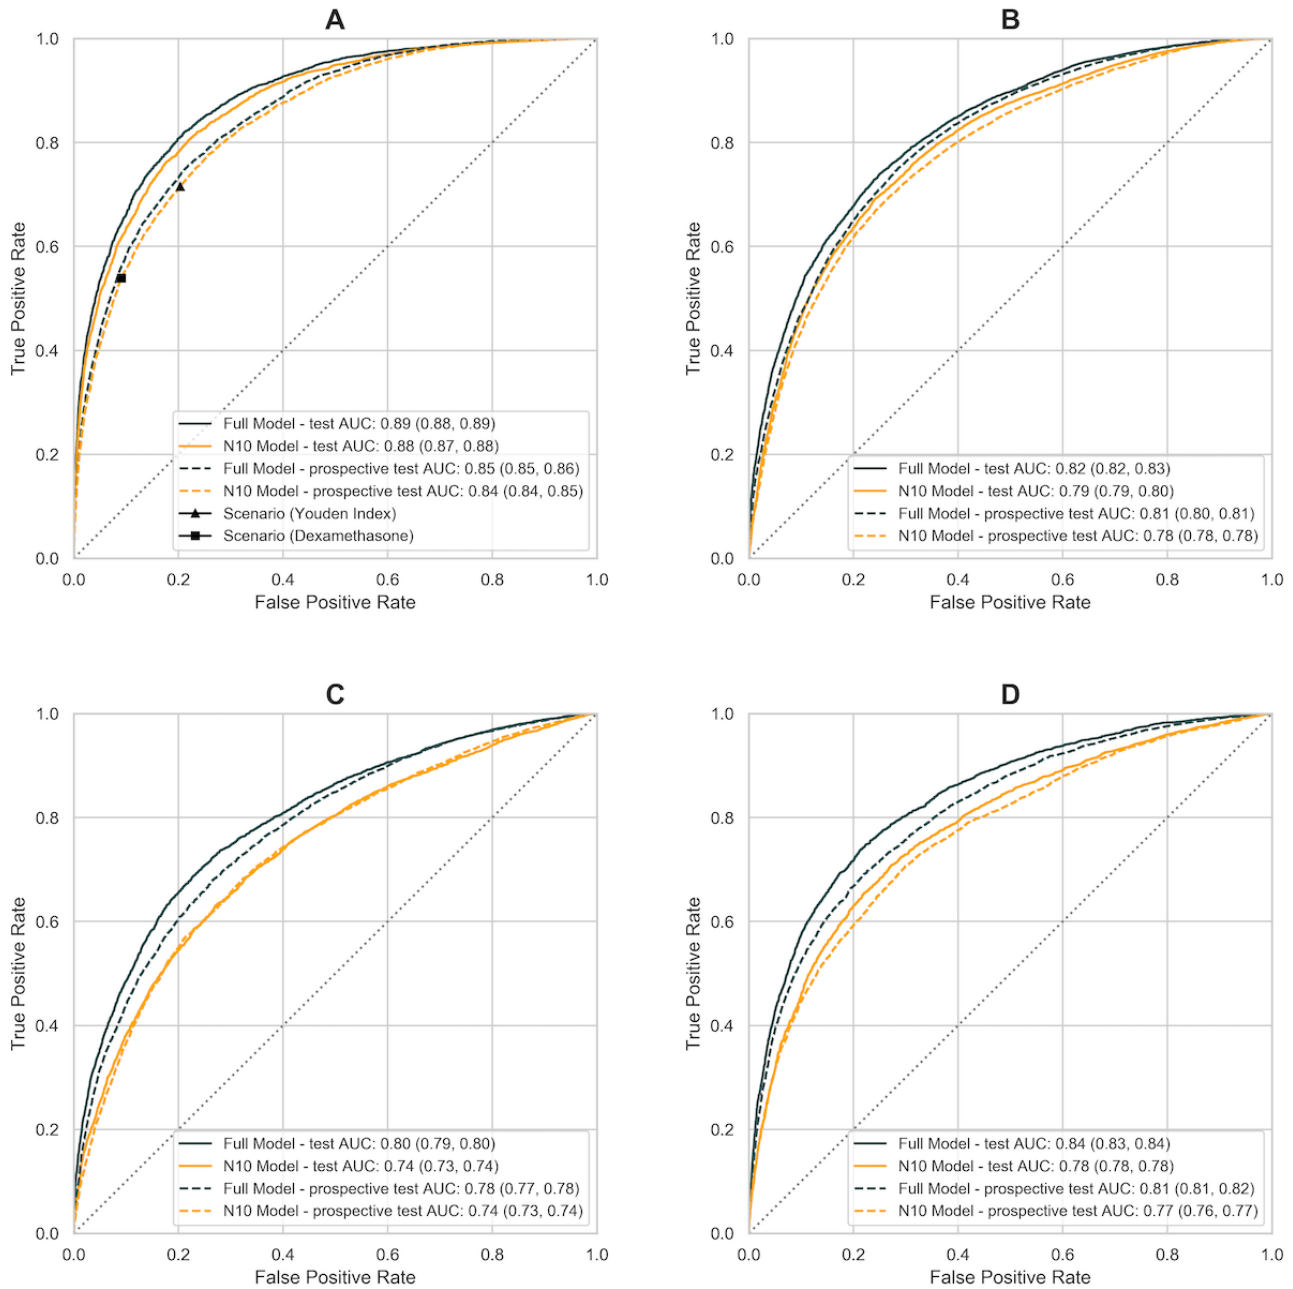 A
1.0
0.8
0.6
0.4
0.2
0.0
True Positive Rate
Full Model - test AUC: 0.89 (0.88, 0.89)
N10 Model - test AUC: 0.88 (0.87, 0.88)
Full Model - prospective test AUC: 0.85 (0.85, 0.86)
N10 Model - prospective test AUC: 0.84 (0.84, 0.85)
Scenario (Youden Index)
Scenario (Dexamethasone)
0.0 0.2 0.4 0.6 0.8 1.0
False Positive Rate
B
1.0
0.8
0.6
0.4
0.2
0.0
True Positive Rate
Full Model - test AUC: 0.82 (0.82, 0.83)
N10 Model - test AUC: 0.79 (0.79, 0.80)
Full Model - prospective test AUC: 0.81 (0.80, 0.81)
N10 Model - prospective test AUC: 0.78 (0.78, 0.78)
0.0 0.2 0.4 0.6 0.8 1.0
False Positive Rate
C
1.0
0.8
0.6
0.4
0.2
0.0
True Positive Rate
Full Model - test AUC: 0.80 (0.79, 0.80)
N10 Model - test AUC: 0.74 (0.73, 0.74)
Full Model - prospective test AUC: 0.78 (0.77, 0.78)
N10 Model - prospective test AUC: 0.74 (0.73, 0.74)
0.0 0.2 0.4 0.6 0.8 1.0
False Positive Rate
D
1.0
0.8
0.6
0.4
0.2
0.0
True Positive Rate
Full Model - test AUC: 0.84 (0.83, 0.84)
N10 Model - test AUC: 0.78 (0.78, 0.78)
Full Model - prospective test AUC: 0.81 (0.81, 0.82)
N10 Model - prospective test AUC: 0.77 (0.76, 0.77)
0.0 0.2 0.4 0.6 0.8 1.0
False Positive Rate